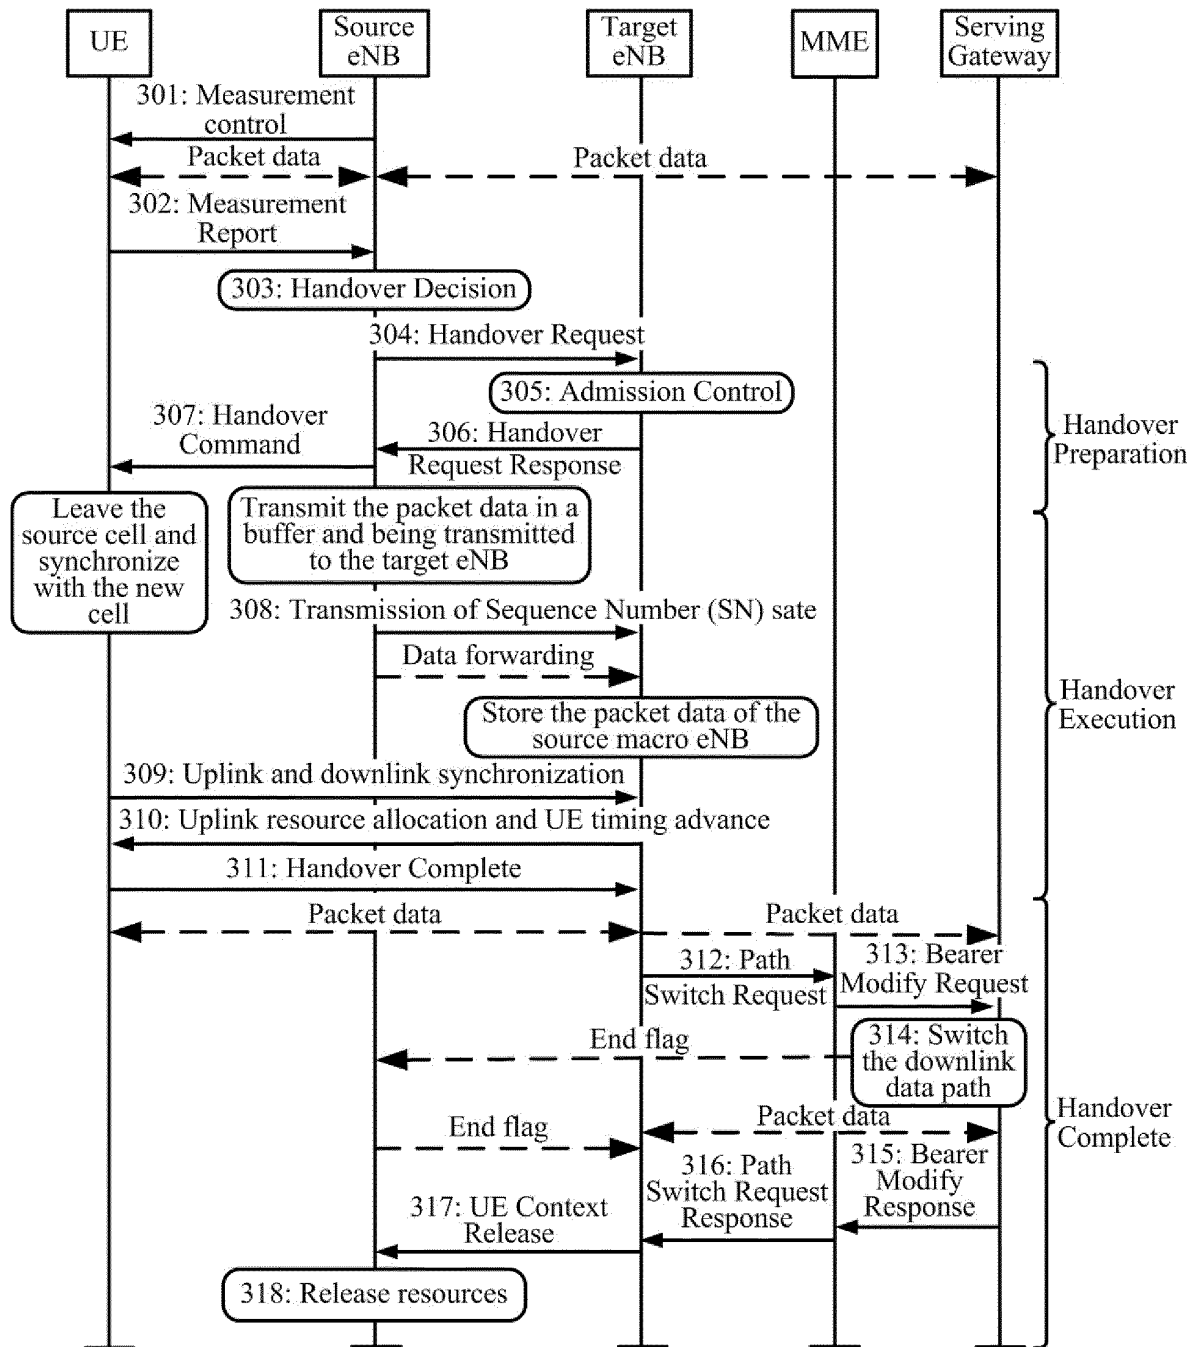 UE
Source
eNB
Target
eNB
MME
Serving
Gateway
301: Measurement
control
Packet data
Packet data
302: Measurement
Report
303: Handover Decision
304: Handover Request
305: Admission Control
307: Handover
Command
306: Handover
Request Response
Handover
Preparation
Leave the
source cell and
synchronize
with the new
cell
Transmit the packet data in a
buffer and being transmitted
to the target eNB
308: Transmission of Sequence Number (SN) sate
Data forwarding
Store the packet data of the
source macro eNB
Handover
Execution
309: Uplink and downlink synchronization
310: Uplink resource allocation and UE timing advance
311: Handover Complete
Packet data
Packet data
312: Path
Switch Request
313: Bearer
Modify Request
End flag
314: Switch
the downlink
data path
Packet data
End flag
Handover
Complete
315: Bearer
Modify
Response
316: Path
Switch Request
Response
317: UE Context
Release
318: Release resources